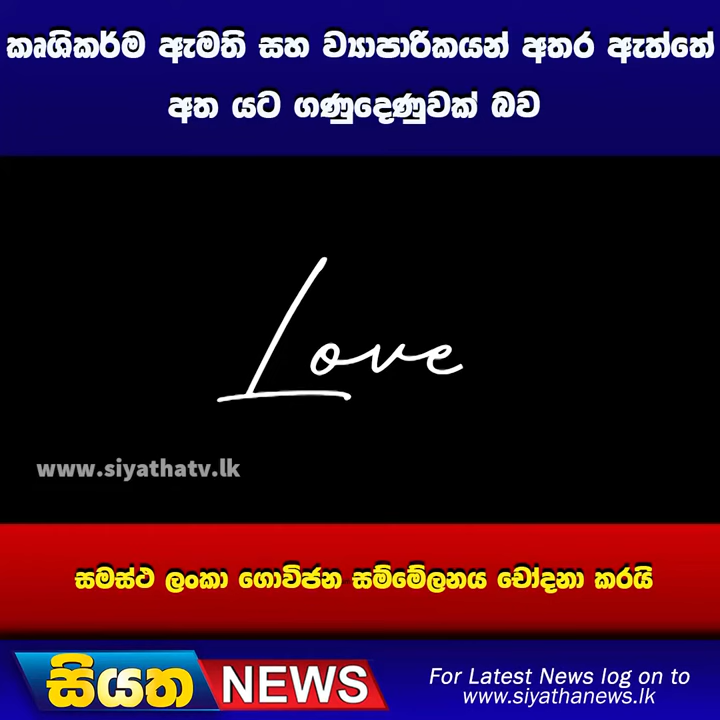 කෘශිකර්ම ඇමති සහ ව්‍යාපාරිකයන් අතර ඇත්තේ
අත යට ගණුදෙණුවක් බව
Love
www.siyathatv.lk
සමස්ථ ලංකා ගොවිජන සම්මේලනය චෝදනා කරයි
සියත NEWS
For Latest News log on to
www.siyathanews.lk